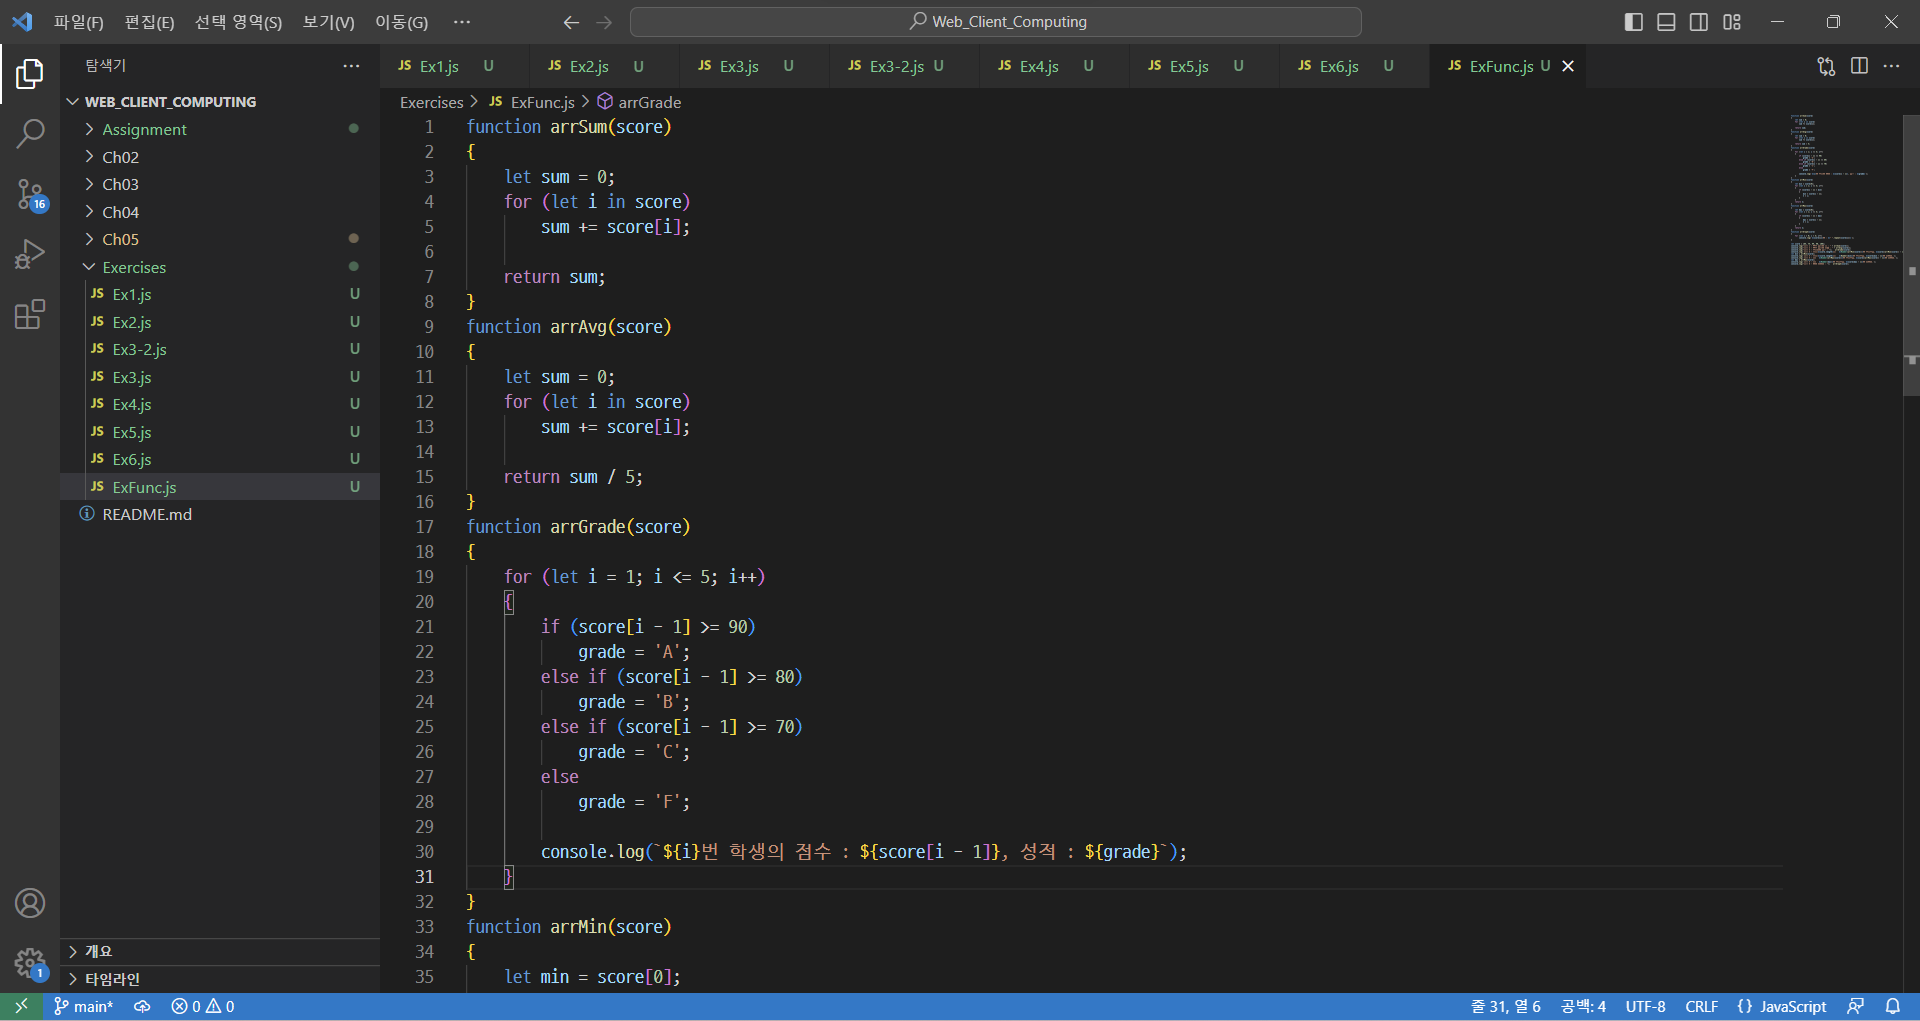 파일(F) 편집(E) 선택 영역(S) 보기(V) 이동(G) ··· Web_Client_Computing
탐색기 ···
JS Ex1.js U JS Ex2.js U JS Ex3.js U JS Ex3-2.js U JS Ex4.js U JS Ex5.js U JS Ex6.js U JS ExFunc.js U
WEB_CLIENT_COMPUTING
Assignment
Ch02
Ch03
Ch04
Ch05
Exercises
JS Ex1.js U
JS Ex2.js U
JS Ex3-2.js U
JS Ex3.js U
JS Ex4.js U
JS Ex5.js U
JS Ex6.js U
JS ExFunc.js U
README.md
개요
타임라인
16
1
Exercises > JS ExFunc.js > arrGrade
1 function arrSum(score)
2 {
3 let sum = 0;
4 for (let i in score)
5 sum += score[i];
6
7 return sum;
8 }
9 function arrAvg(score)
10 {
11 let sum = 0;
12 for (let i in score)
13 sum += score[i];
14
15 return sum / 5;
16 }
17 function arrGrade(score)
18 {
19 for (let i = 1; i <= 5; i++)
20 {
21 if (score[i - 1] >= 90)
22 grade = 'A';
23 else if (score[i - 1] >= 80)
24 grade = 'B';
25 else if (score[i - 1] >= 70)
26 grade = 'C';
27 else
28 grade = 'F';
29
30 console.log(`${i}번 학생의 점수 : ${score[i - 1]}, 성적 : ${grade}`);
31 }
32 }
33 function arrMin(score)
34 {
35 let min = score[0];
main* 0 0 줄 31, 열 6 공백: 4 UTF-8 CRLF {} JavaScript